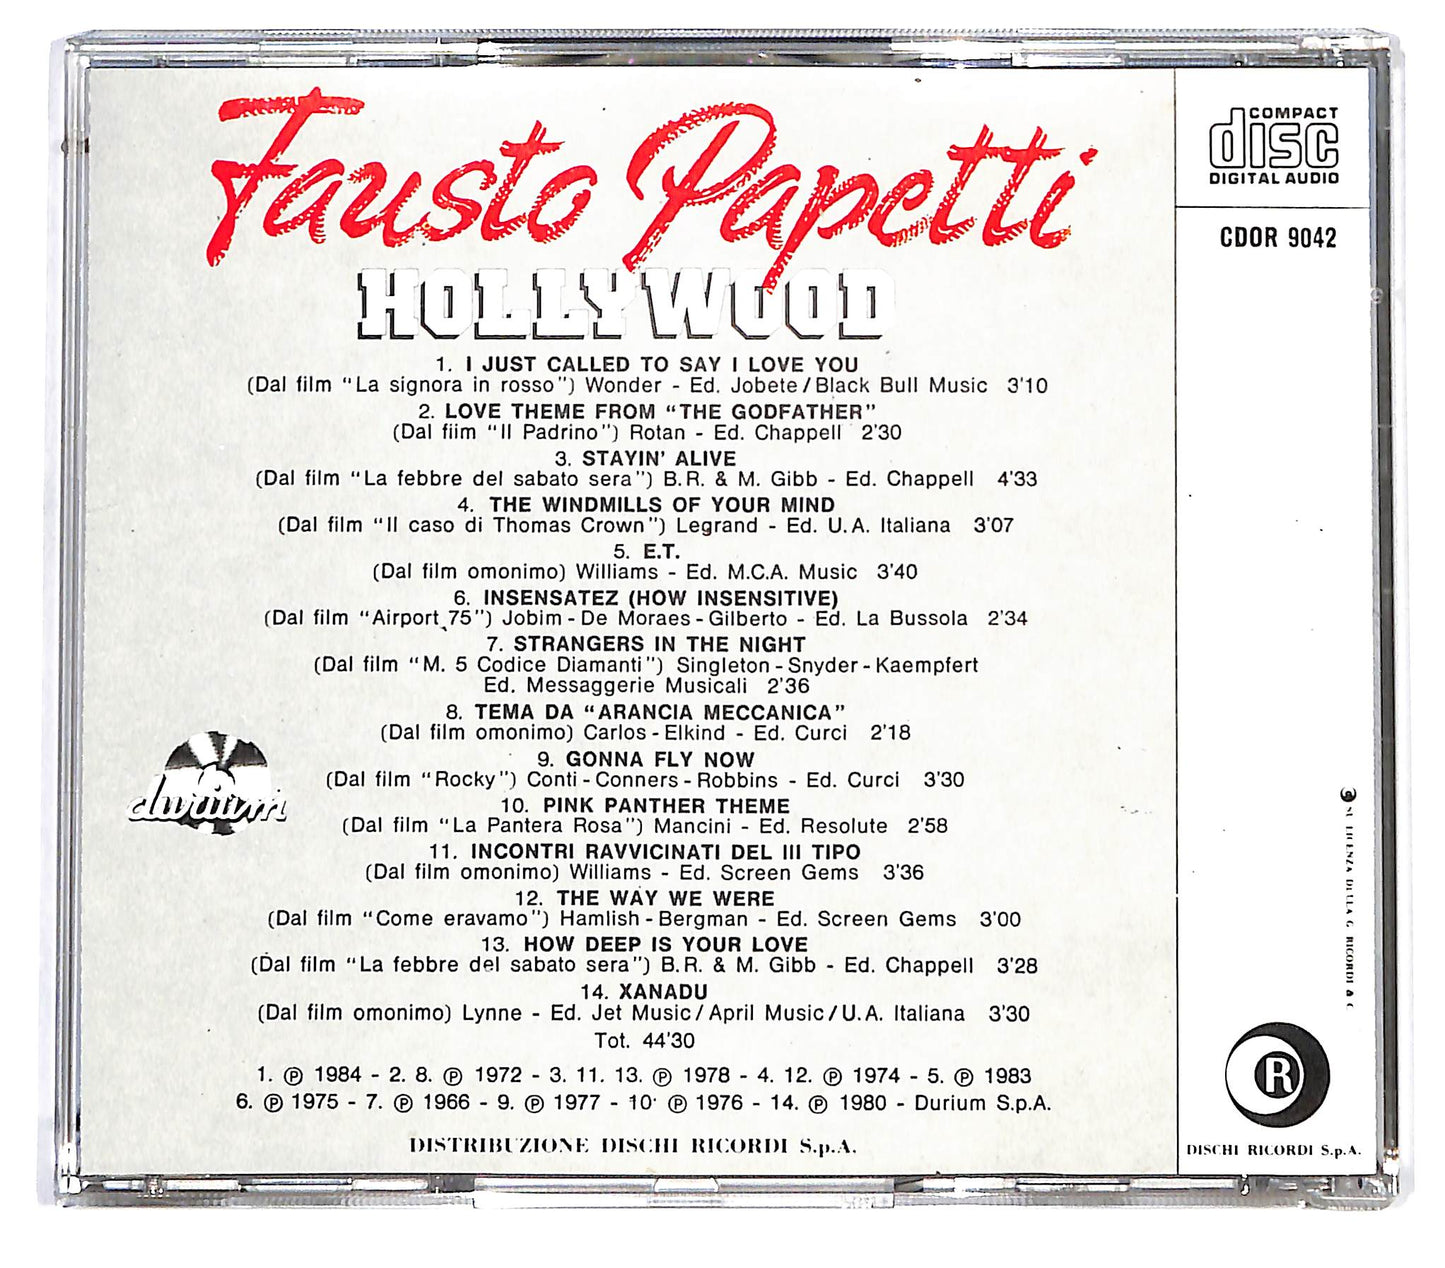 Fausto Papetti
HOLLYWOOD
1. I JUST CALLED TO SAY I LOVE YOU
(Dal film “La signora in rosso”) Wonder - Ed. Jobete/Black Bull Music 3'10
2. LOVE THEME FROM “THE GODFATHER”
(Dal fiim “Il Padrino”) Rotan - Ed. Chappell 2'30
3. STAYIN' ALIVE
(Dal film “La febbre del sabato sera”) B.R. & M. Gibb - Ed. Chappell 4'33
4. THE WINDMILLS OF YOUR MIND
(Dal film “Il caso di Thomas Crown”) Legrand - Ed. U.A. Italiana 3'07
5. E.T.
(Dal film omonimo) Williams - Ed. M.C.A. Music 3'40
6. INSENSATEZ (HOW INSENSITIVE)
(Dal film “Airport 75”) Jobim - De Moraes - Gilberto - Ed. La Bussola 2'34
7. STRANGERS IN THE NIGHT
(Dal film “M. 5 Codice Diamanti”) Singleton - Snyder - Kaempfert
Ed. Messaggerie Musicali 2'36
8. TEMA DA “ARANCIA MECCANICA”
(Dal film omonimo) Carlos - Elkind - Ed. Curci 2'18
9. GONNA FLY NOW
(Dal film “Rocky”) Conti - Conners - Robbins - Ed. Curci 3'30
10. PINK PANTHER THEME
(Dal film “La Pantera Rosa”) Mancini - Ed. Resolute 2'58
11. INCONTRI RAVVICINATI DEL III TIPO
(Dal film omonimo) Williams - Ed. Screen Gems 3'36
12. THE WAY WE WERE
(Dal film “Come eravamo”) Hamlish - Bergman - Ed. Screen Gems 3'00
13. HOW DEEP IS YOUR LOVE
(Dal film “La febbre del sabato sera”) B.R. & M. Gibb - Ed. Chappell 3'28
14. XANADU
(Dal film omonimo) Lynne - Ed. Jet Music/April Music/U.A. Italiana 3'30
Tot. 44'30
1. ℗ 1984 - 2. 8. ℗ 1972 - 3. 11. 13. ℗ 1978 - 4. 12. ℗ 1974 - 5. ℗ 1983
6. ℗ 1975 - 7. ℗ 1966 - 9. ℗ 1977 - 10. ℗ 1976 - 14. ℗ 1980 - Durium S.p.A.
DISTRIBUZIONE DISCHI RICORDI S.p.A.
durium
COMPACT
disc
DIGITAL AUDIO
CDOR 9042
SU LICENZA DELLA G. RICORDI & C.
R
DISCHI RICORDI S.p.A.